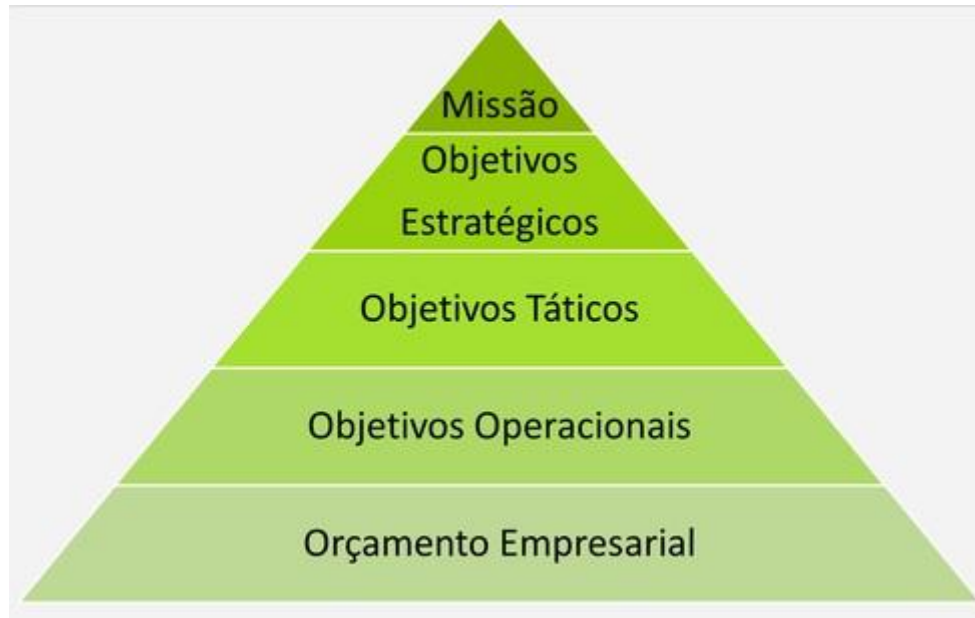 Missão
Objetivos
Estratégicos
Objetivos Táticos
Objetivos Operacionais
Orçamento Empresarial